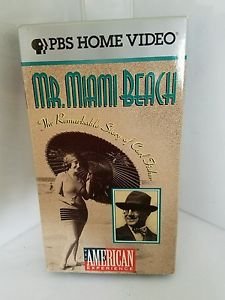 PBS HOME VIDEO
MR. MIAMI BEACH
The Remarkable Story of Carl Fisher
THE AMERICAN
EXPERIENCE